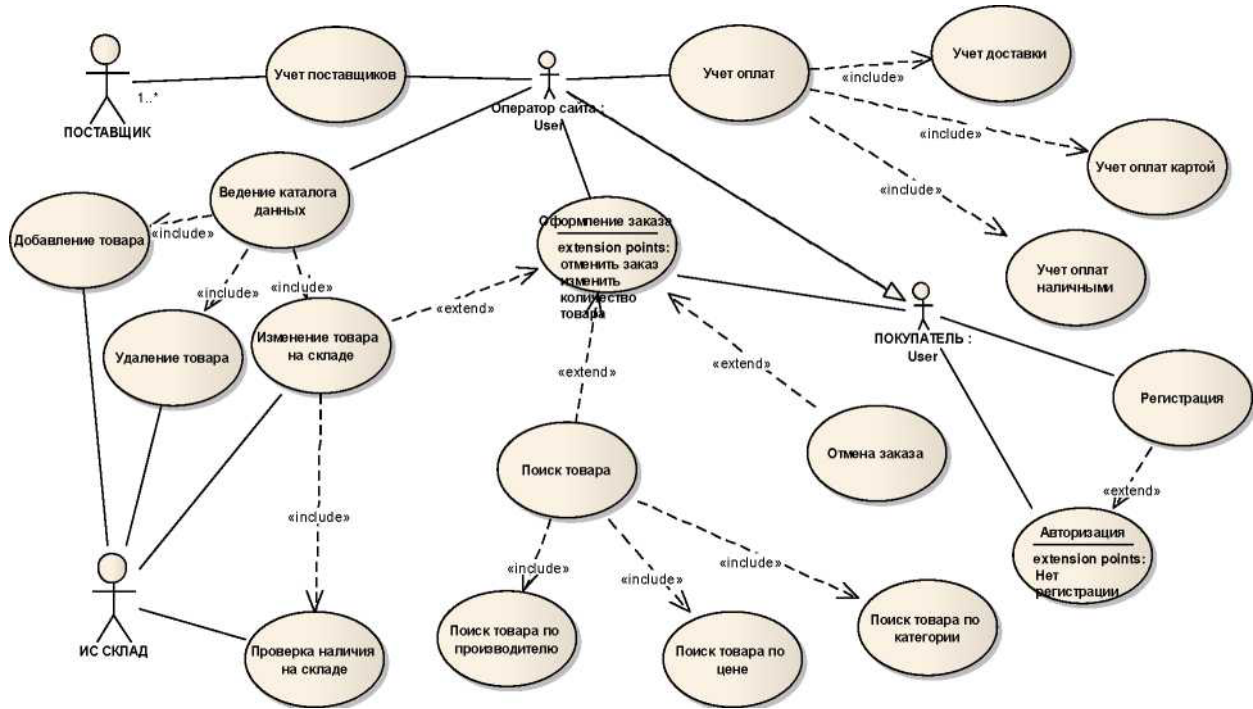 Учет поставщиков
1..*
ПОСТАВЩИК
Оператор сайта :
User
Учет оплат
Учет доставки
«include»
«include»
Учет оплат картой
«include»
Учет оплат
наличными
Ведение каталога
данных
Добавление товара
«include»
«include»
«include»
Удаление товара
Изменение товара
на складе
«extend»
Оформление заказа
extension points:
отменить заказ
изменить
количество
товара
ПОКУПАТЕЛЬ :
User
«extend»
«extend»
Регистрация
Поиск товара
Отмена заказа
«extend»
Авторизация
extension points:
Нет
регистрации
«include»
«include»
«include»
«include»
ИС СКЛАД
Проверка наличия
на складе
Поиск товара по
производителю
Поиск товара по
цене
Поиск товара по
категории